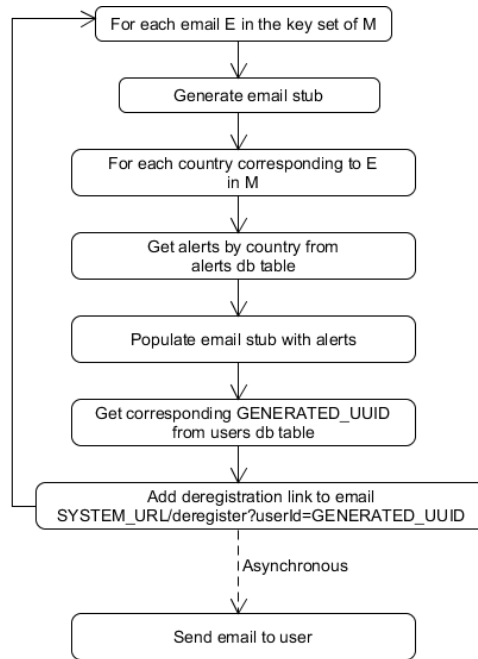 For each email E in the key set of M
Generate email stub
For each country corresponding to E
in M
Get alerts by country from
alerts db table
Populate email stub with alerts
Get corresponding GENERATED_UUID
from users db table
Add deregistration link to email
SYSTEM_URL/deregister?userId=GENERATED_UUID
Asynchronous
Send email to user